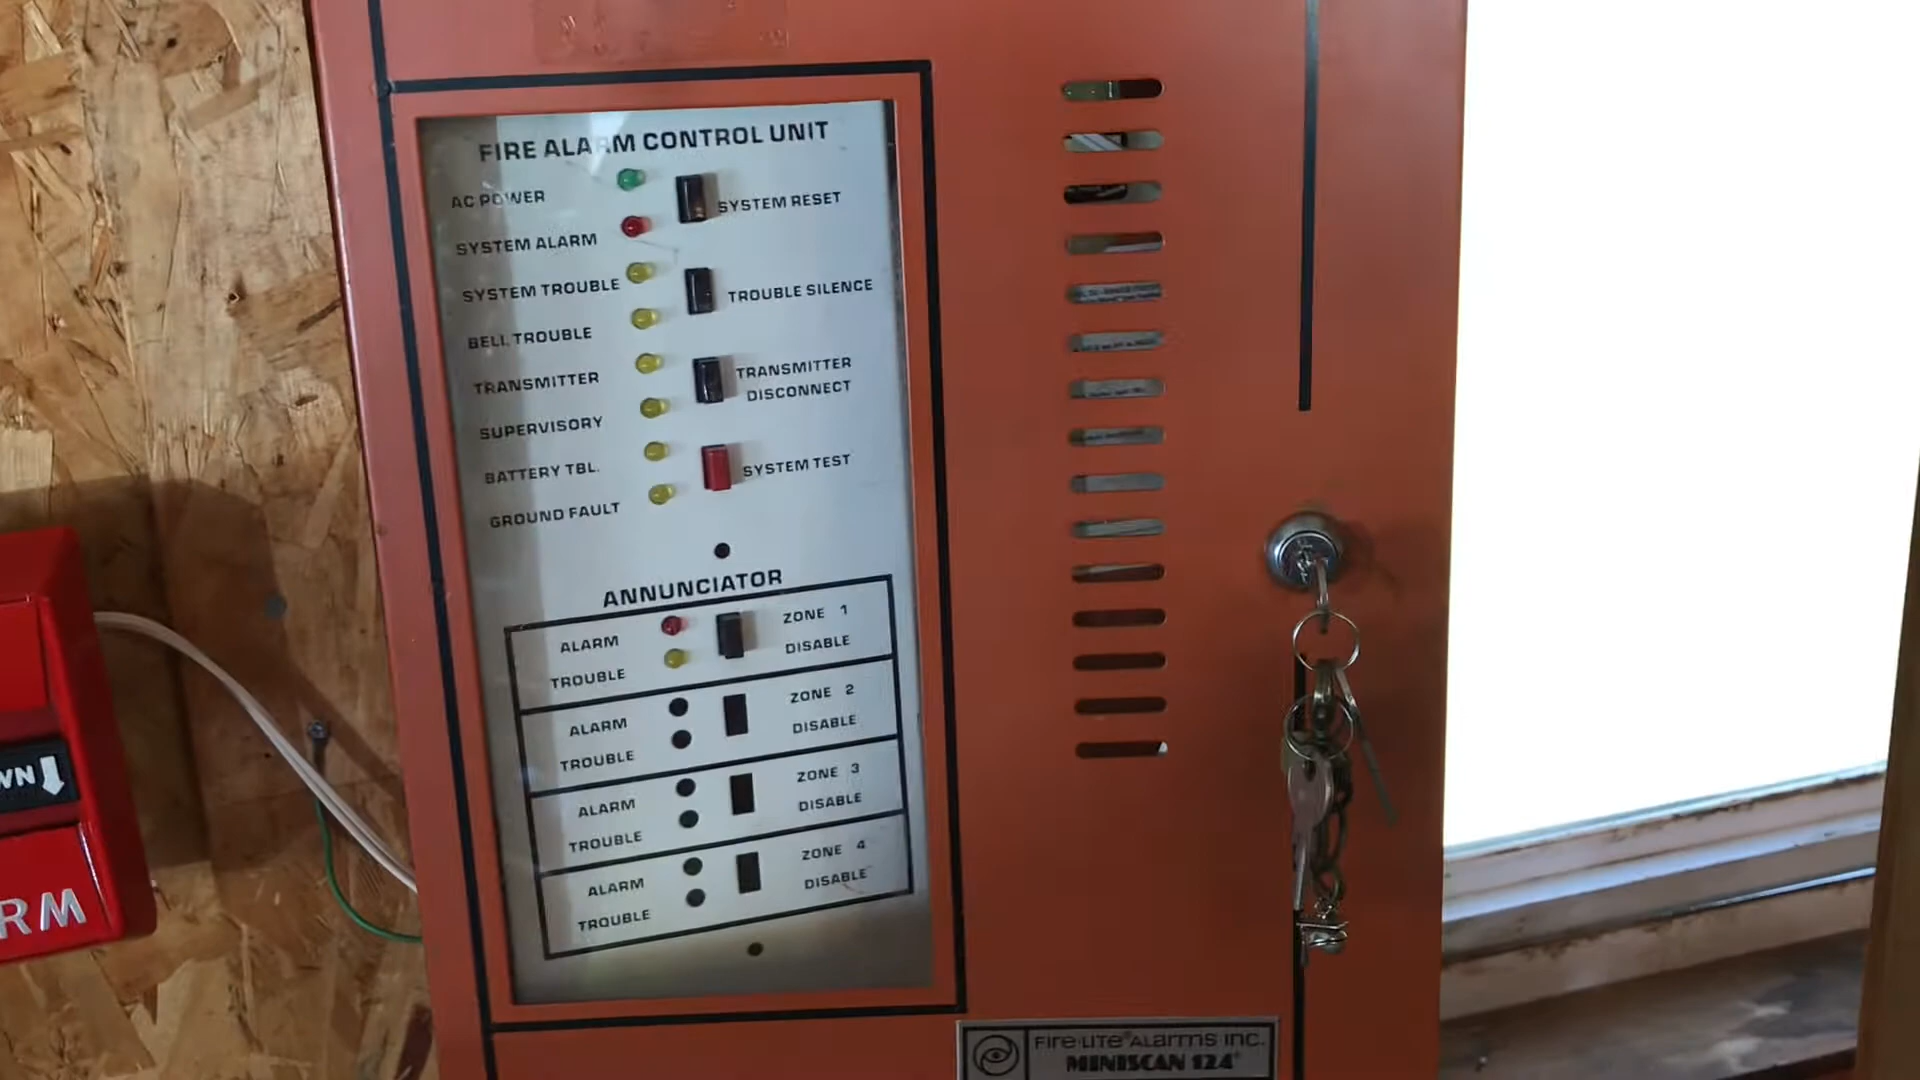 FIRE ALARM CONTROL UNIT
AC POWER
SYSTEM RESET
SYSTEM ALARM
SYSTEM TROUBLE
TROUBLE SILENCE
BELL TROUBLE
TRANSMITTER
TRANSMITTER
DISCONNECT
SUPERVISORY
BATTERY TBL.
SYSTEM TEST
GROUND FAULT
ANNUNCIATOR
ALARM
ZONE 1
TROUBLE
DISABLE
ALARM
ZONE 2
TROUBLE
DISABLE
ALARM
ZONE 3
TROUBLE
DISABLE
ALARM
ZONE 4
TROUBLE
DISABLE
WN
RM
FIRE·LITE® ALARMS INC.
MINISCAN 124®